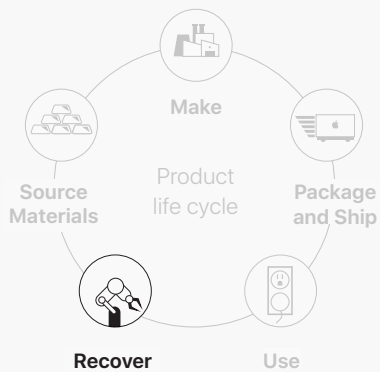 Make
Source
Materials
Product
life cycle
Package
and Ship
Recover
Use